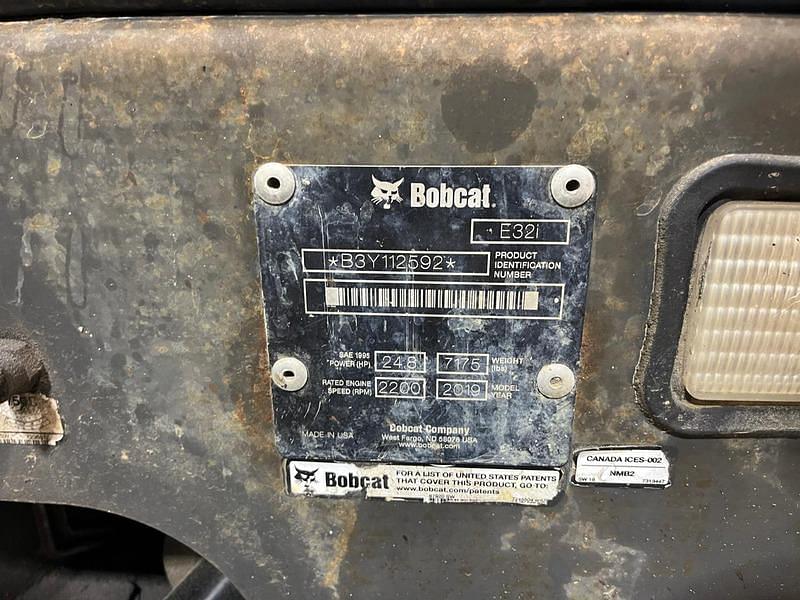 Bobcat®
E32i
*B3Y112592*
PRODUCT IDENTIFICATION NUMBER
SAE 1995 POWER (HP)
24.8
7175
WEIGHT (lbs)
RATED ENGINE SPEED (RPM)
2200
2019
MODEL YEAR
MADE IN USA
Bobcat Company
West Fargo, ND 58078 USA
www.bobcat.com
Bobcat
FOR A LIST OF UNITED STATES PATENTS
THAT COVER THIS PRODUCT, GO TO:
www.bobcat.com/patents
CANADA ICES-002
NMB2
7313447